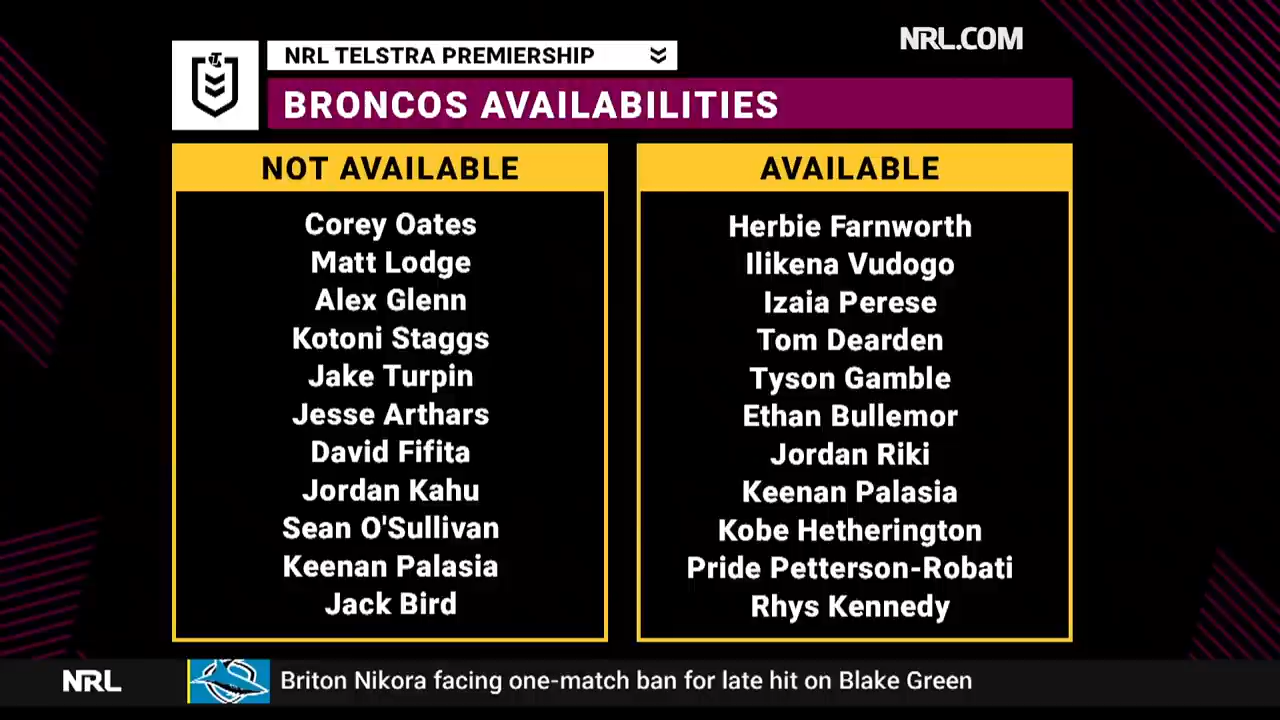 NRL.COM
NRL TELSTRA PREMIERSHIP
BRONCOS AVAILABILITIES
NOT AVAILABLE
Corey Oates
Matt Lodge
Alex Glenn
Kotoni Staggs
Jake Turpin
Jesse Arthars
David Fifita
Jordan Kahu
Sean O'Sullivan
Keenan Palasia
Jack Bird
AVAILABLE
Herbie Farnworth
Ilikena Vudogo
Izaia Perese
Tom Dearden
Tyson Gamble
Ethan Bullemor
Jordan Riki
Keenan Palasia
Kobe Hetherington
Pride Petterson-Robati
Rhys Kennedy
NRL Briton Nikora facing one-match ban for late hit on Blake Green